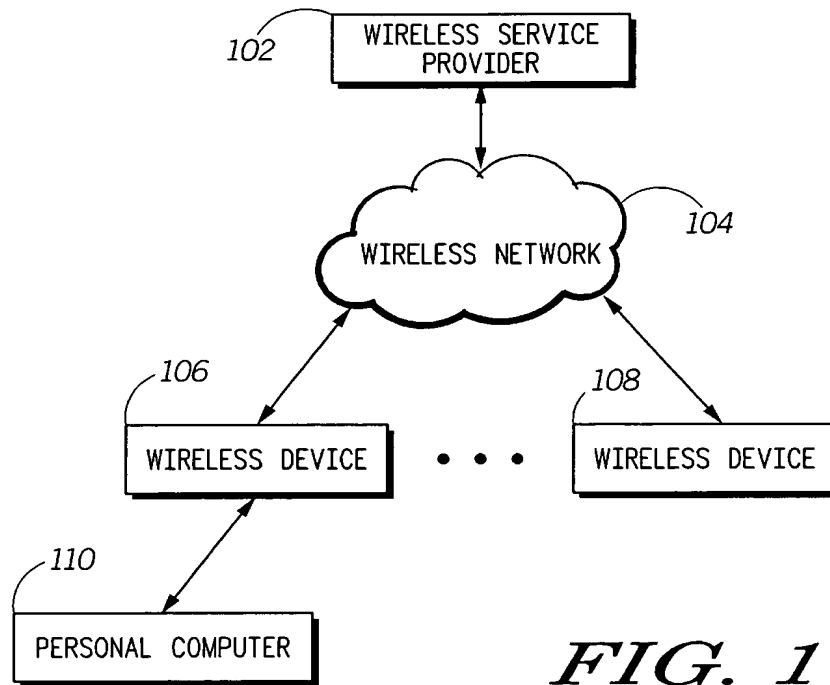 102
WIRELESS SERVICE
PROVIDER
104
WIRELESS NETWORK
106
108
WIRELESS DEVICE
WIRELESS DEVICE
110
PERSONAL COMPUTER
FIG. 1